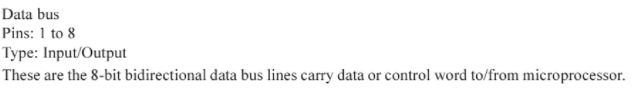 Data bus
Pins: 1 to 8
Type: Input/Output
These are the 8-bit bidirectional data bus lines carry data or control word to/from microprocessor.